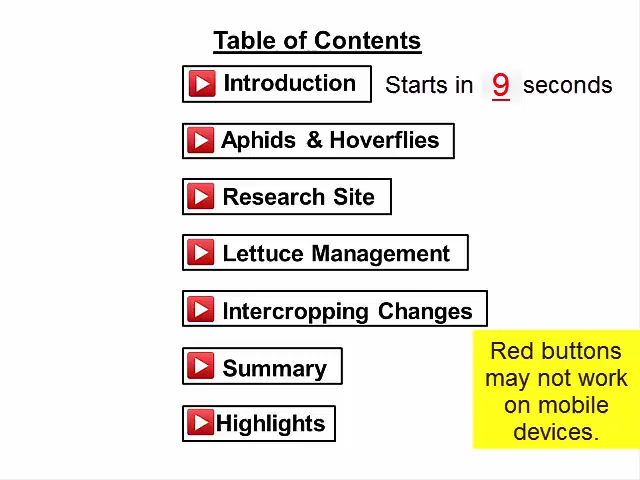 Table of Contents
Introduction Starts in 9 seconds
Aphids & Hoverflies
Research Site
Lettuce Management
Intercropping Changes
Summary
Highlights
Red buttons
may not work
on mobile
devices.